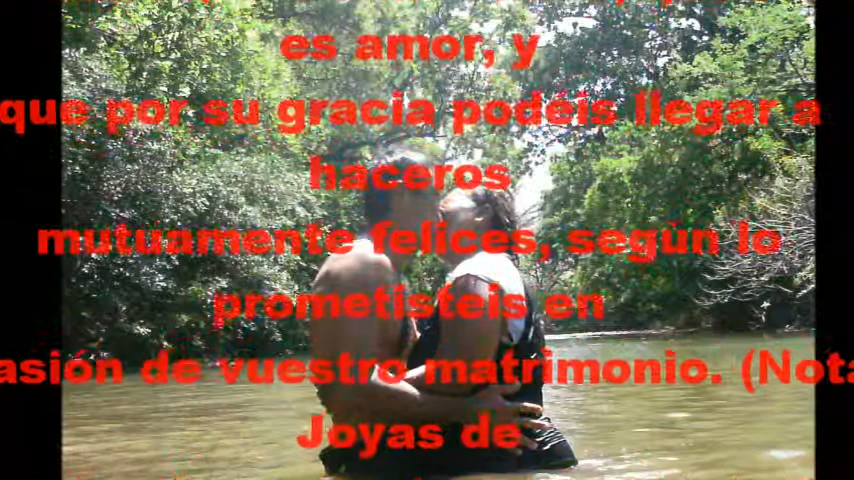 es amor, y
que por su gracia podéis llegar a
haceros
mutuamente felices, según lo
prometisteis en
asión de vuestro matrimonio. (Nota
Joyas de